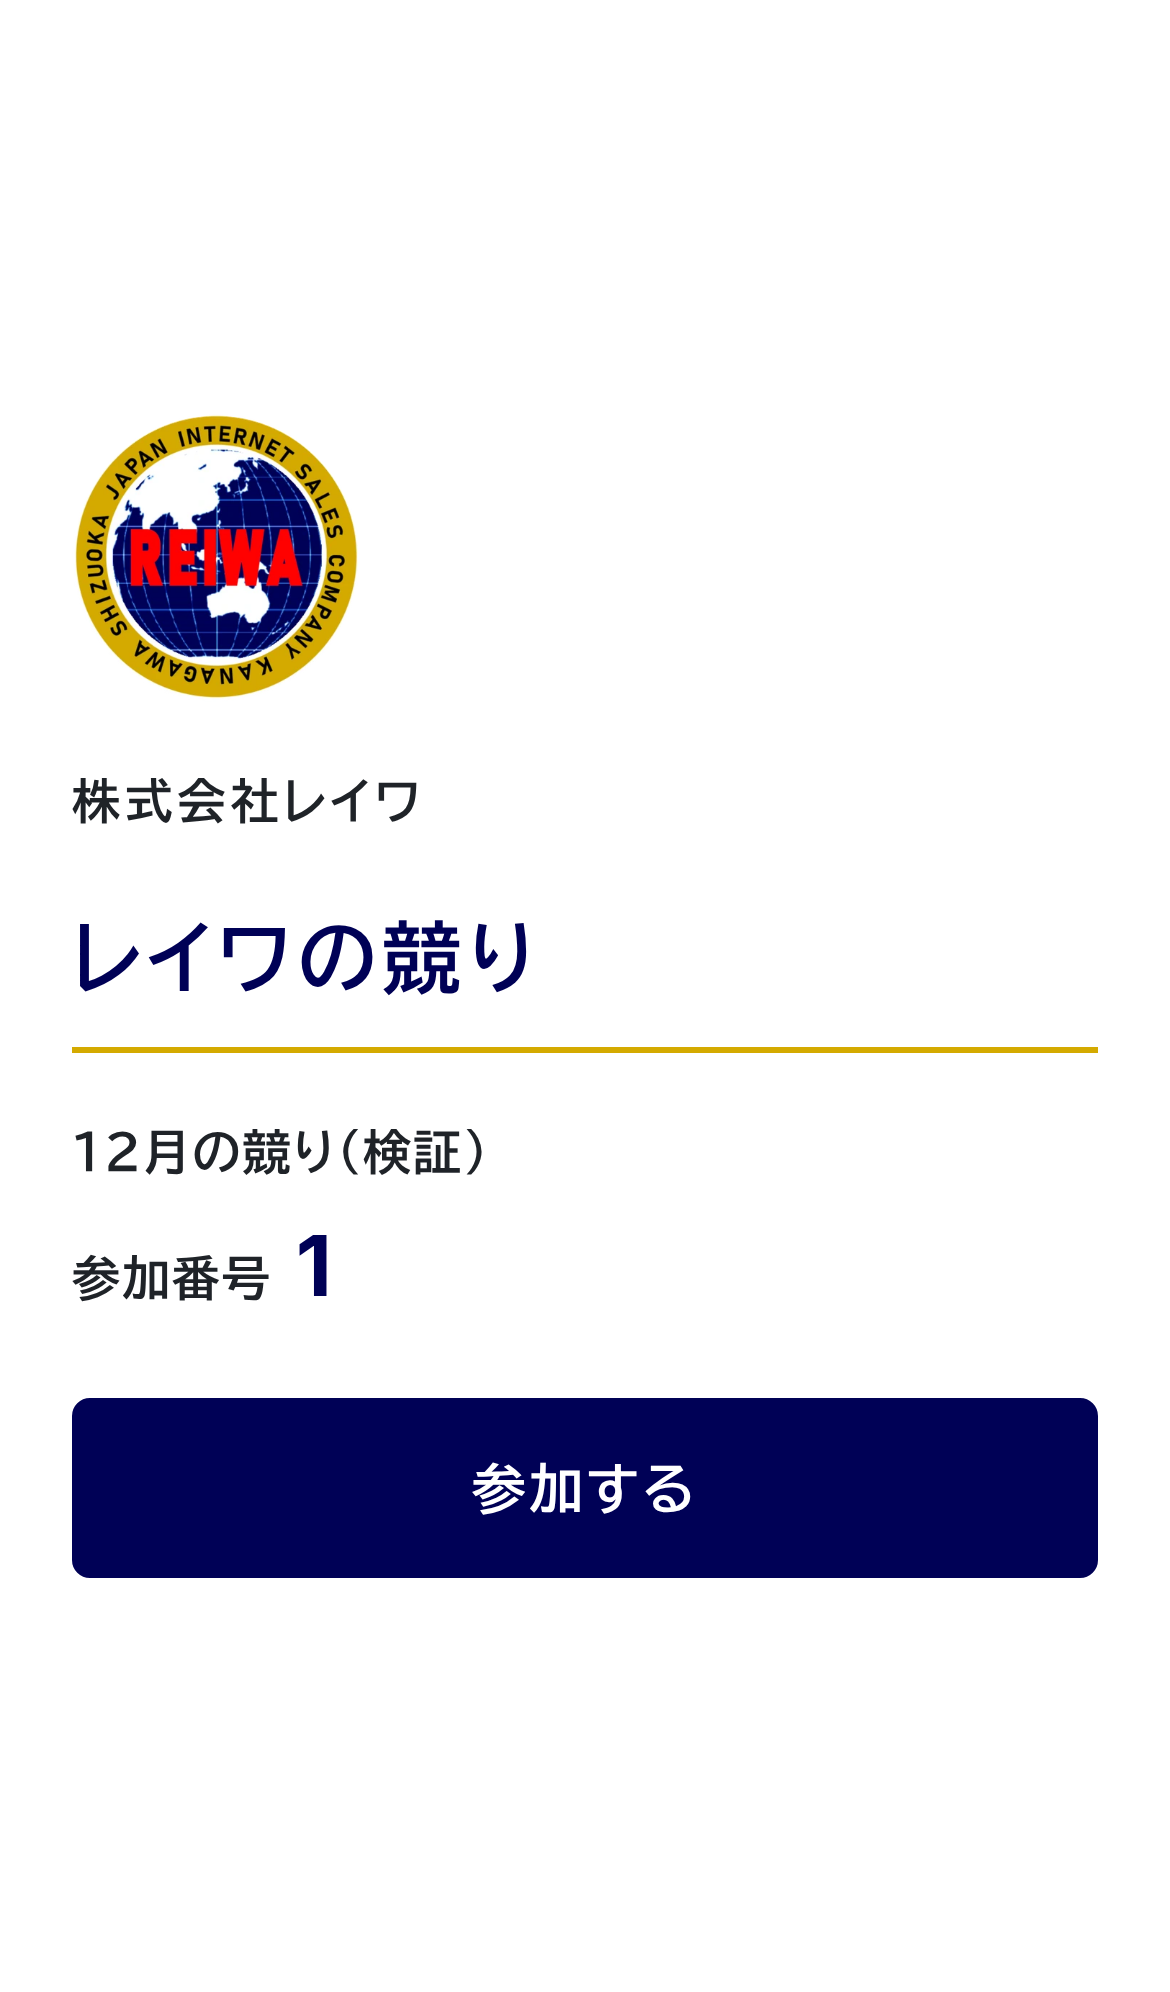 JAPAN INTERNET SALES COMPANY KANAGAWA SHIZUOKA
REIWA
株式会社レイワ
レイワの競り
12月の競り(検証)
参加番号 1
参加する